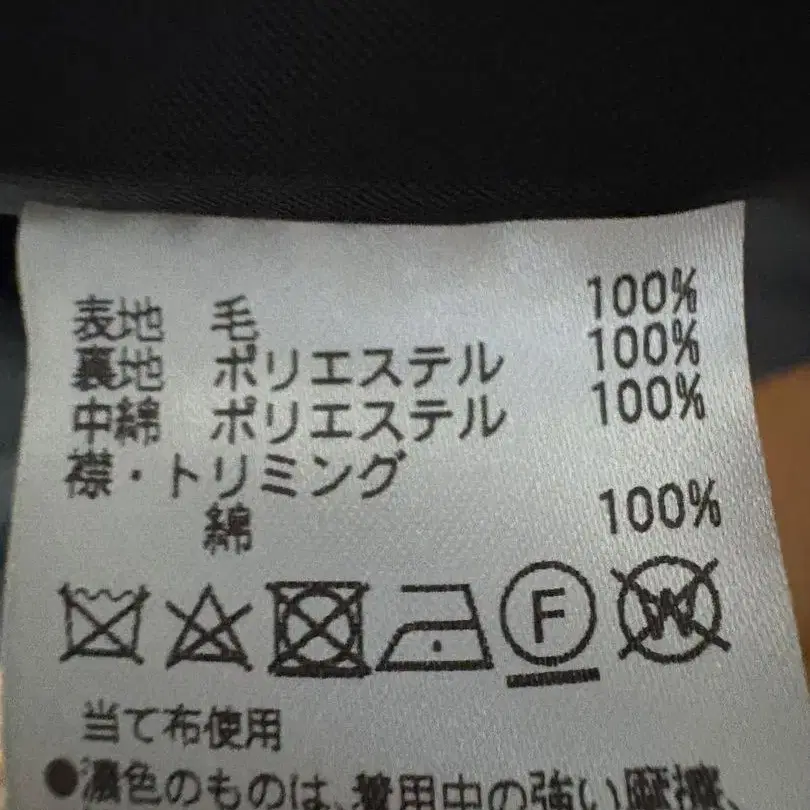 表地 毛 100%
裏地 ポリエステル 100%
中綿 ポリエステル 100%
襟・トリミング
綿 100%
F W
当て布使用
●濃色のものは、着用中の強い摩擦、